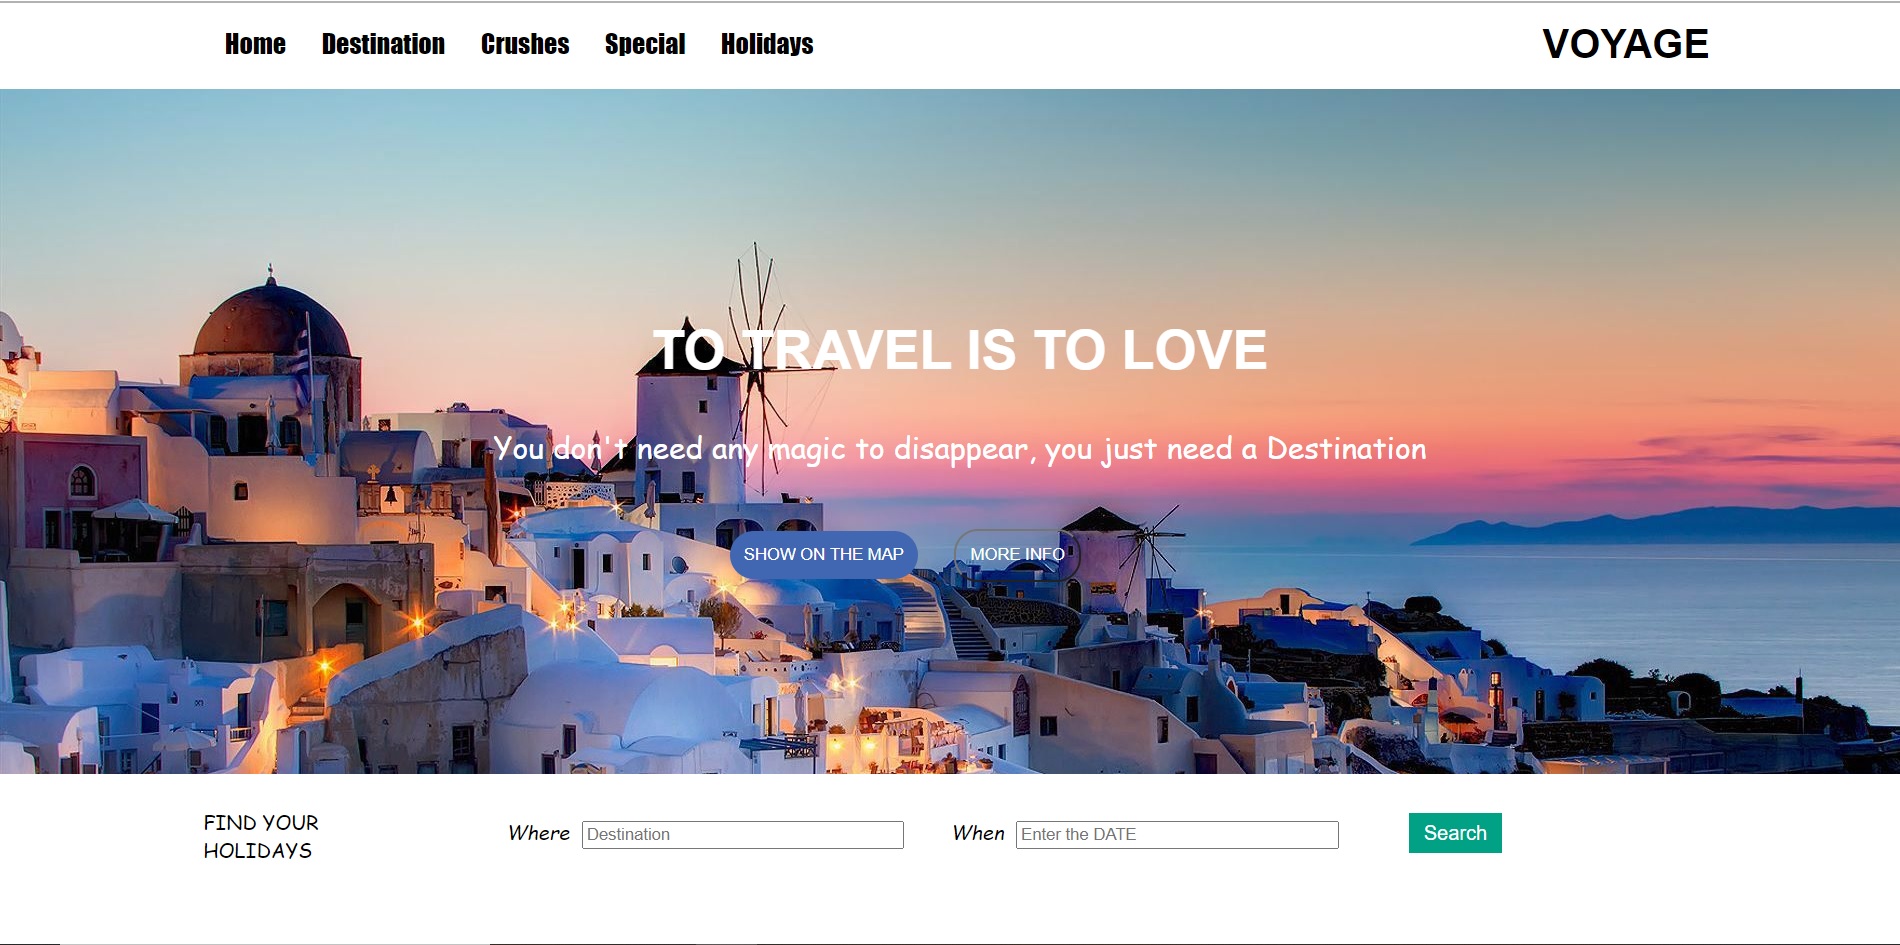 Home Destination Crushes Special Holidays VOYAGE
TO TRAVEL IS TO LOVE
You don't need any magic to disappear, you just need a Destination
SHOW ON THE MAP MORE INFO
FIND YOUR
HOLIDAYS
Where Destination When Enter the DATE Search